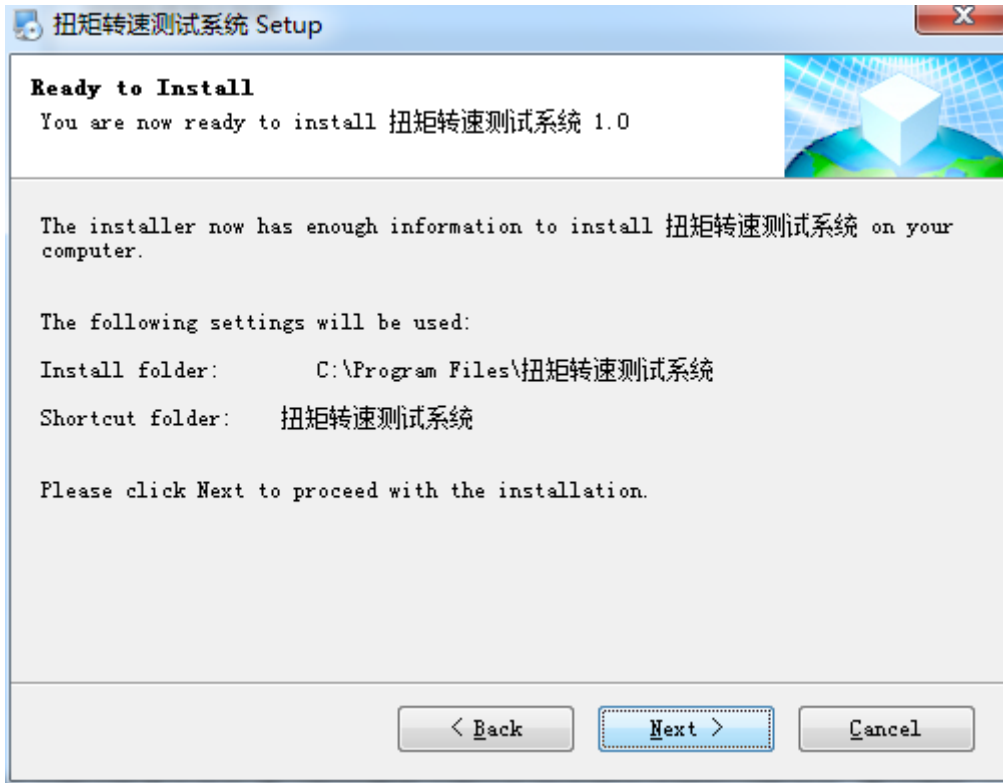 扭矩转速测试系统 Setup
Ready to Install
You are now ready to install 扭矩转速测试系统 1.0
The installer now has enough information to install 扭矩转速测试系统 on your
computer.
The following settings will be used:
Install folder: C:\Program Files\扭矩转速测试系统
Shortcut folder: 扭矩转速测试系统
Please click Next to proceed with the installation.
< Back Next > Cancel